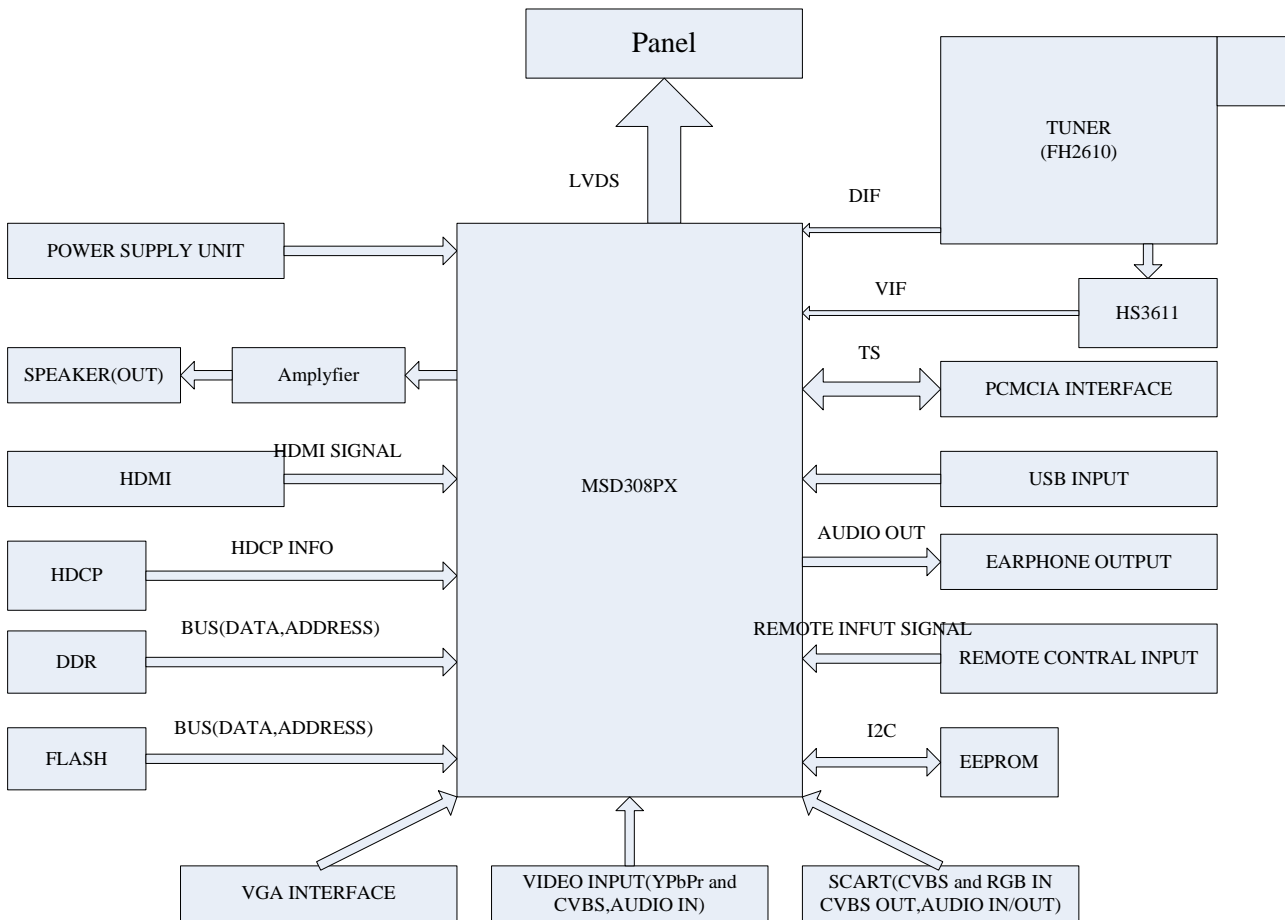 Panel
TUNER
(FH2610)
LVDS
DIF
POWER SUPPLY UNIT
VIF
HS3611
SPEAKER(OUT)
Amplyfier
TS
PCMCIA INTERFACE
HDMI SIGNAL
HDMI
MSD308PX
USB INPUT
HDCP INFO
HDCP
AUDIO OUT
EARPHONE OUTPUT
BUS(DATA,ADDRESS)
DDR
REMOTE INFUT SIGNAL
REMOTE CONTRAL INPUT
BUS(DATA,ADDRESS)
FLASH
I2C
EEPROM
VGA INTERFACE
VIDEO INPUT(YPbPr and
CVBS,AUDIO IN)
SCART(CVBS and RGB IN
CVBS OUT,AUDIO IN/OUT)